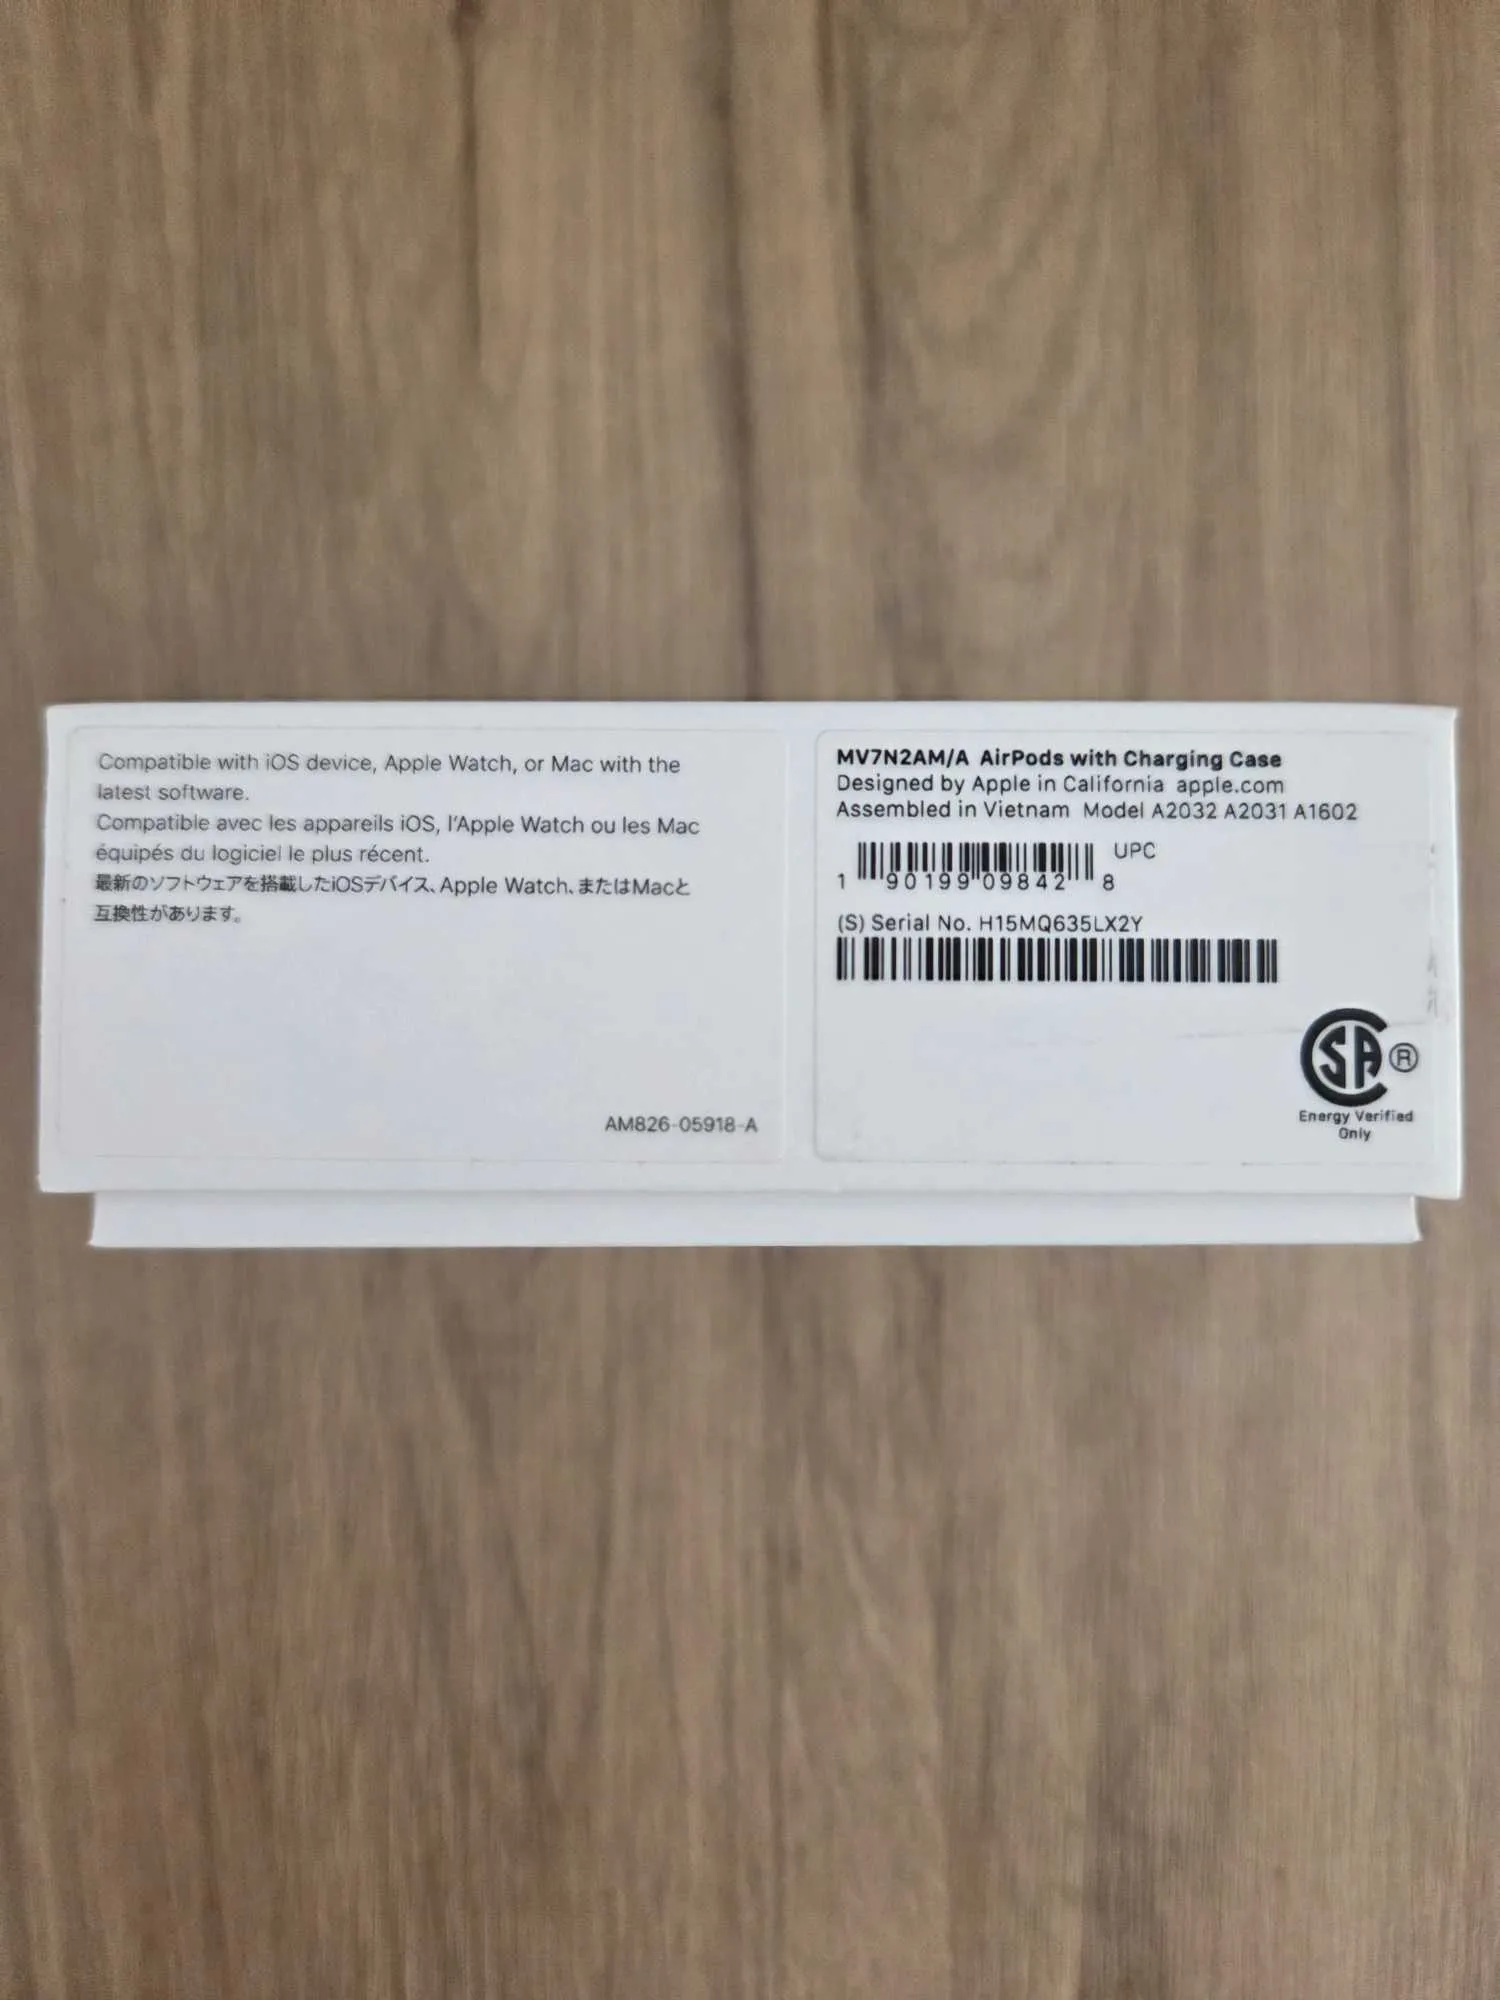 Compatible with iOS device, Apple Watch, or Mac with the
latest software.
Compatible avec les appareils iOS, l'Apple Watch ou les Mac
équipés du logiciel le plus récent.
最新のソフトウェアを搭載したiOSデバイス、Apple Watch、またはMacと
互換性があります。
AM826-05918-A
MV7N2AM/A AirPods with Charging Case
Designed by Apple in California apple.com
Assembled in Vietnam Model A2032 A2031 A1602
UPC
1 90199 09842 8
(S) Serial No. H15MQ635LX2Y
SA ®
Energy Verified
Only